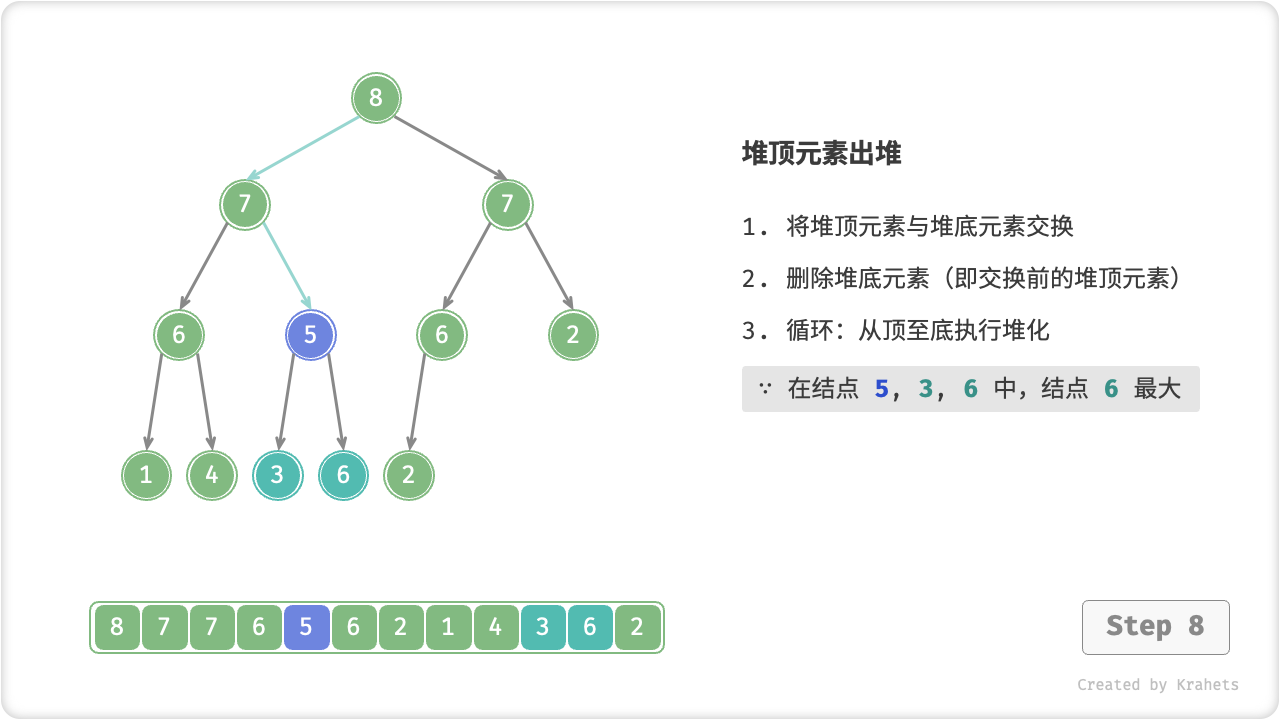 8
7 7
6 5 6 2
1 4 3 6 2
堆顶元素出堆
1. 将堆顶元素与堆底元素交换
2. 删除堆底元素（即交换前的堆顶元素）
3. 循环：从顶至底执行堆化
∵ 在结点 5, 3, 6 中，结点 6 最大
8 7 7 6 5 6 2 1 4 3 6 2
Step 8
Created by Krahets